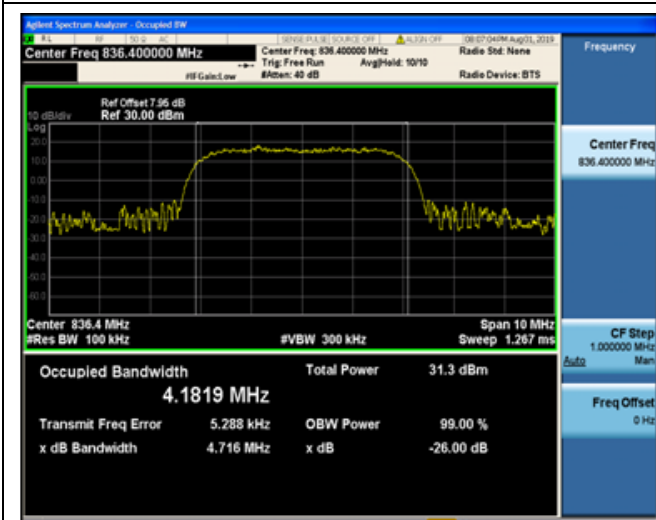 Agilent Spectrum Analyzer - Occupied BW
RL RF 50 Ω AC SENSE:PULSE SOURCE OFF ALIGN OFF 08:07:04PM Aug01, 2019
Center Freq 836.400000 MHz
Center Freq: 836.400000 MHz
Radio Std: None
Trig: Free Run Avg|Hold: 10/10
#IFGain:Low #Atten: 40 dB Radio Device: BTS
Frequency
Ref Offset 7.95 dB
10 dB/div Ref 30.00 dBm
Log
20.0
10.0
0.00
-10.0
-20.0
-30.0
-40.0
-50.0
-60.0
Center 836.4 MHz Span 10 MHz
#Res BW 100 kHz #VBW 300 kHz Sweep 1.267 ms
Occupied Bandwidth Total Power 31.3 dBm
4.1819 MHz
Transmit Freq Error 5.288 kHz OBW Power 99.00 %
x dB Bandwidth 4.716 MHz x dB -26.00 dB
Center Freq
836.400000 MHz
CF Step
1.000000 MHz
Auto Man
Freq Offset
0 Hz